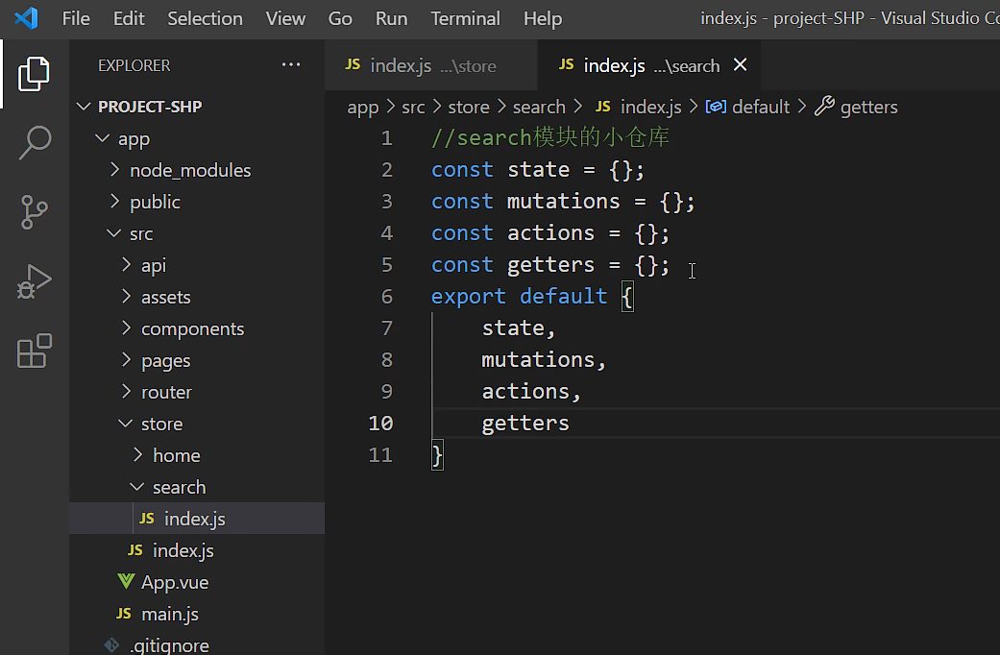 File Edit Selection View Go Run Terminal Help index.js - project-SHP - Visual Studio Co
EXPLORER ···
JS index.js ...\store JS index.js ...\search
PROJECT-SHP
app > src > store > search > JS index.js > default > getters
app
node_modules
public
src
api
assets
components
pages
router
store
home
search
JS index.js
JS index.js
App.vue
JS main.js
.gitignore
1 //search模块的小仓库
2 const state = {};
3 const mutations = {};
4 const actions = {};
5 const getters = {};
6 export default {
7 state,
8 mutations,
9 actions,
10 getters
11 }